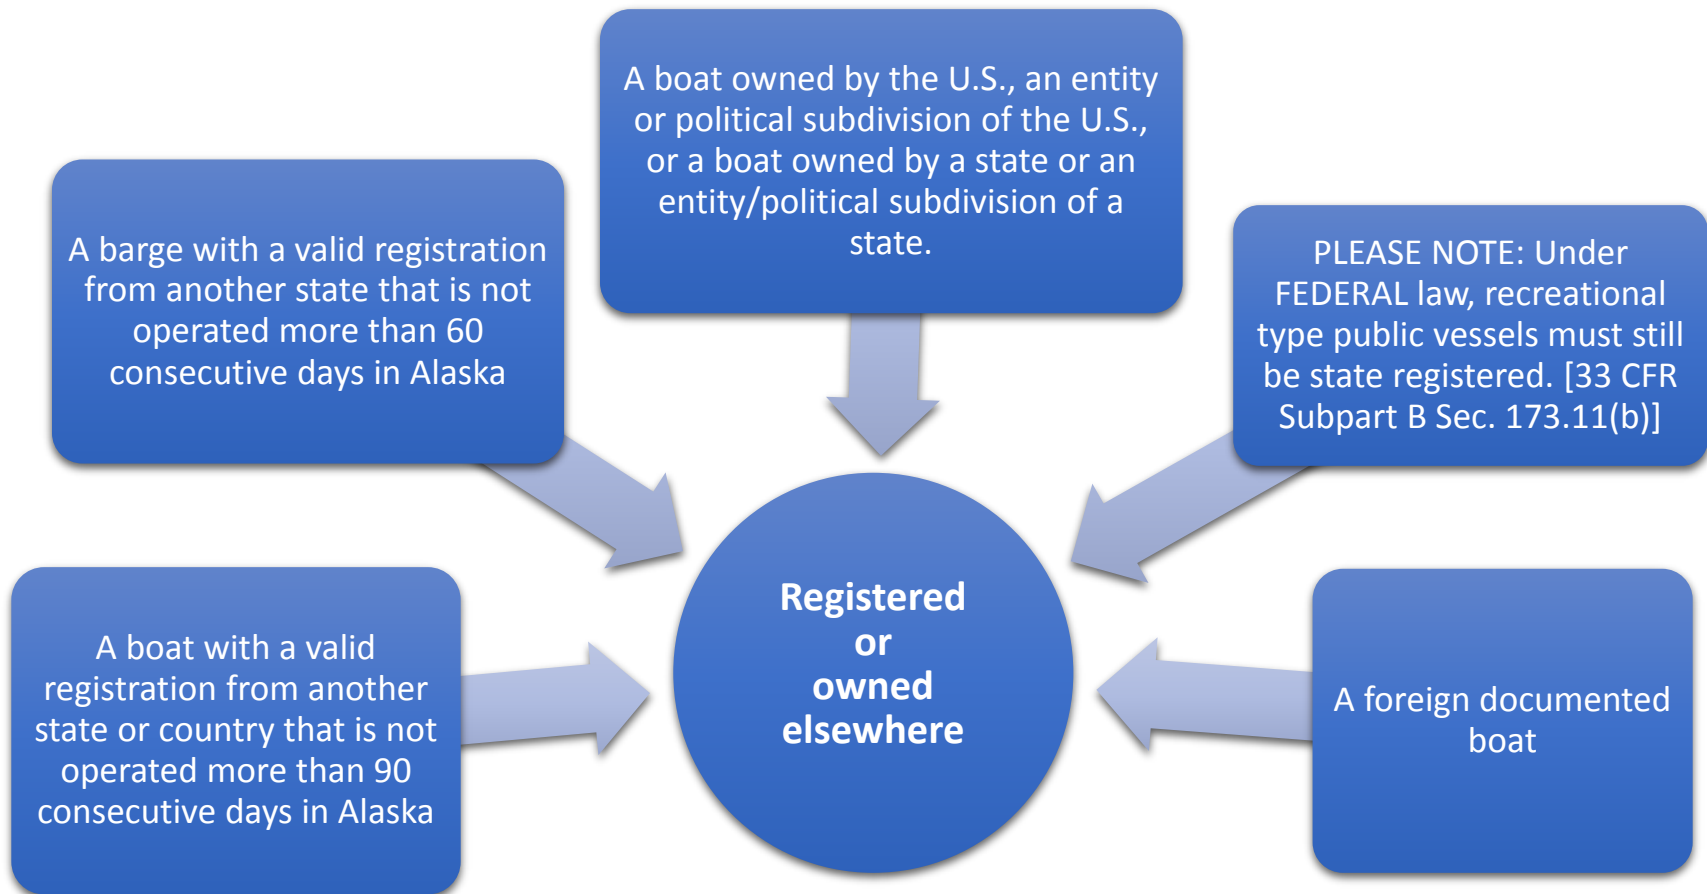 A boat with a valid
registration from another
state or country that is not
operated more than 90
consecutive days in Alaska
A barge with a valid registration
from another state that is not
operated more than 60
consecutive days in Alaska
A boat owned by the U.S., an entity
or political subdivision of the U.S.,
or a boat owned by a state or an
entity/political subdivision of a
state.
PLEASE NOTE: Under
FEDERAL law, recreational
type public vessels must still
be state registered. [33 CFR
Subpart B Sec. 173.11(b)]
A foreign documented
boat
Registered
or
owned
elsewhere